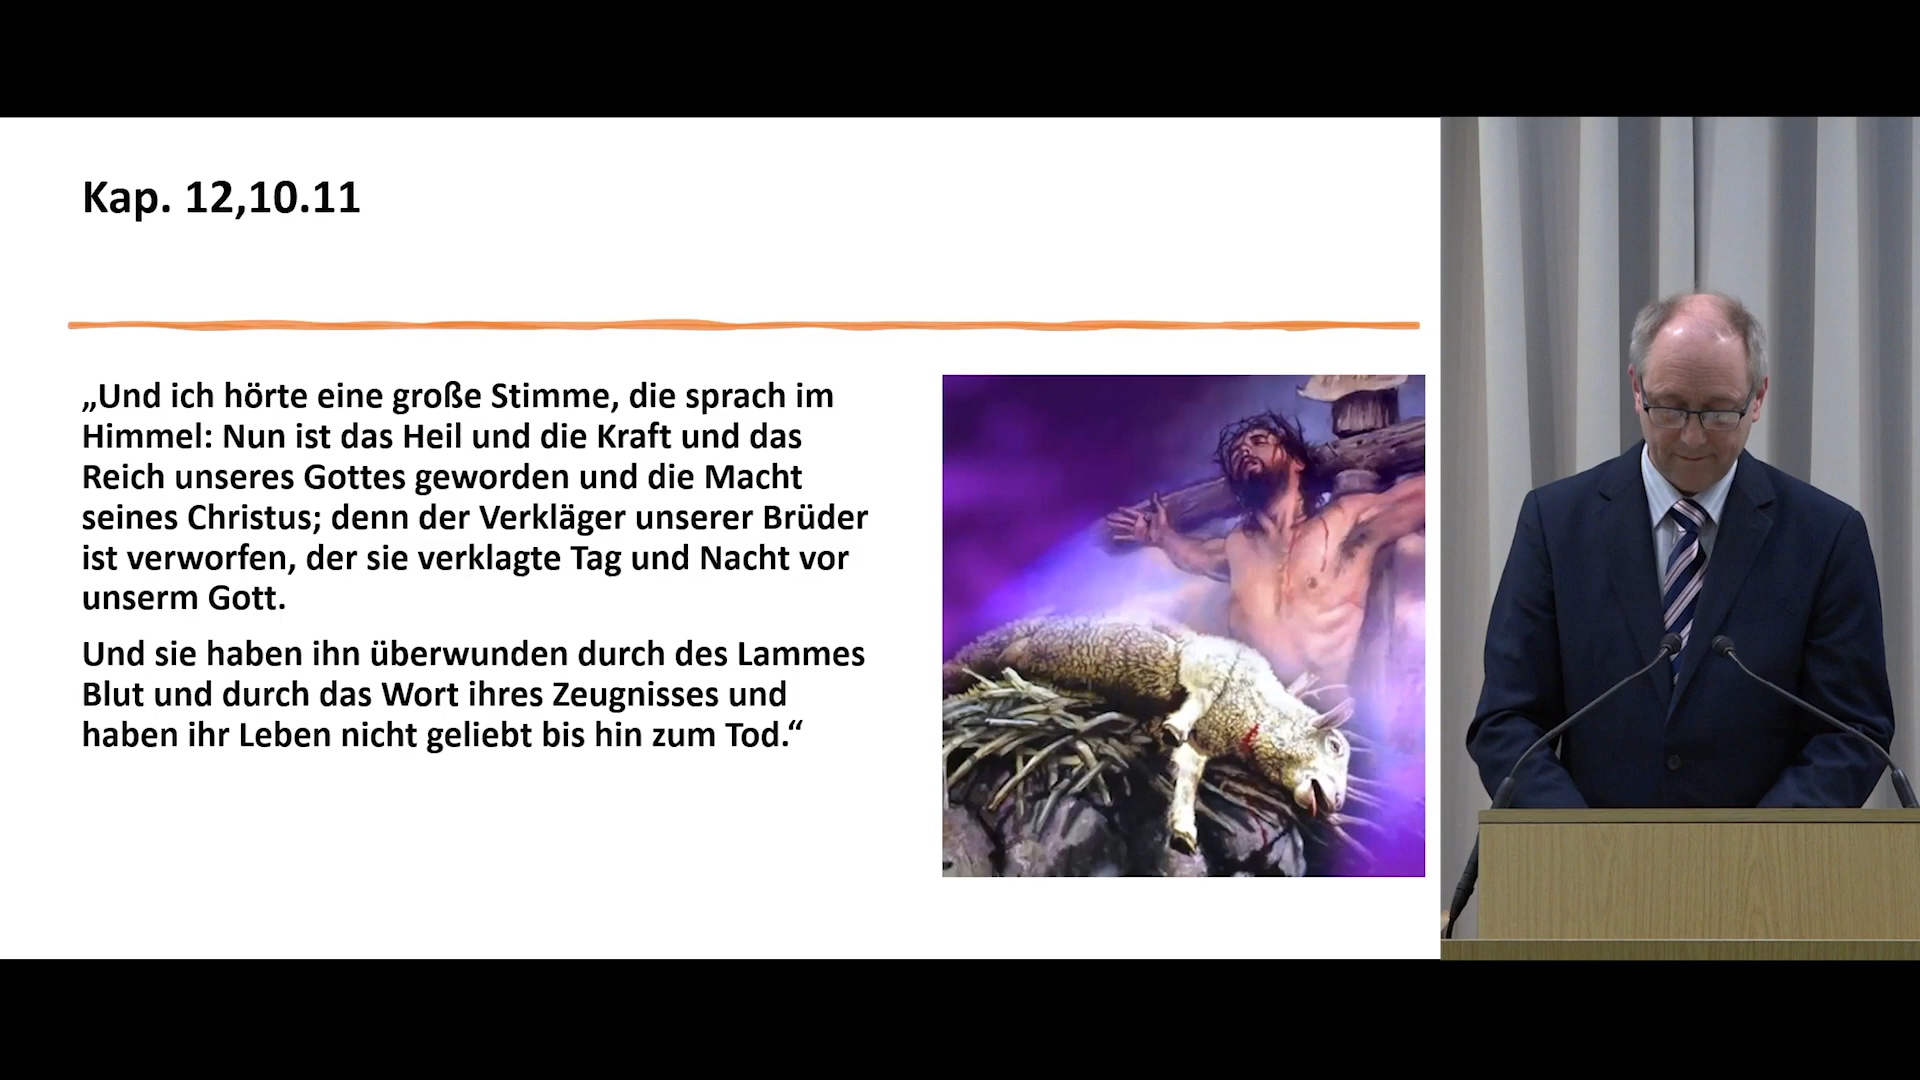 Kap. 12,10.11
„Und ich hörte eine große Stimme, die sprach im
Himmel: Nun ist das Heil und die Kraft und das
Reich unseres Gottes geworden und die Macht
seines Christus; denn der Verkläger unserer Brüder
ist verworfen, der sie verklagte Tag und Nacht vor
unserm Gott.
Und sie haben ihn überwunden durch des Lammes
Blut und durch das Wort ihres Zeugnisses und
haben ihr Leben nicht geliebt bis hin zum Tod.“